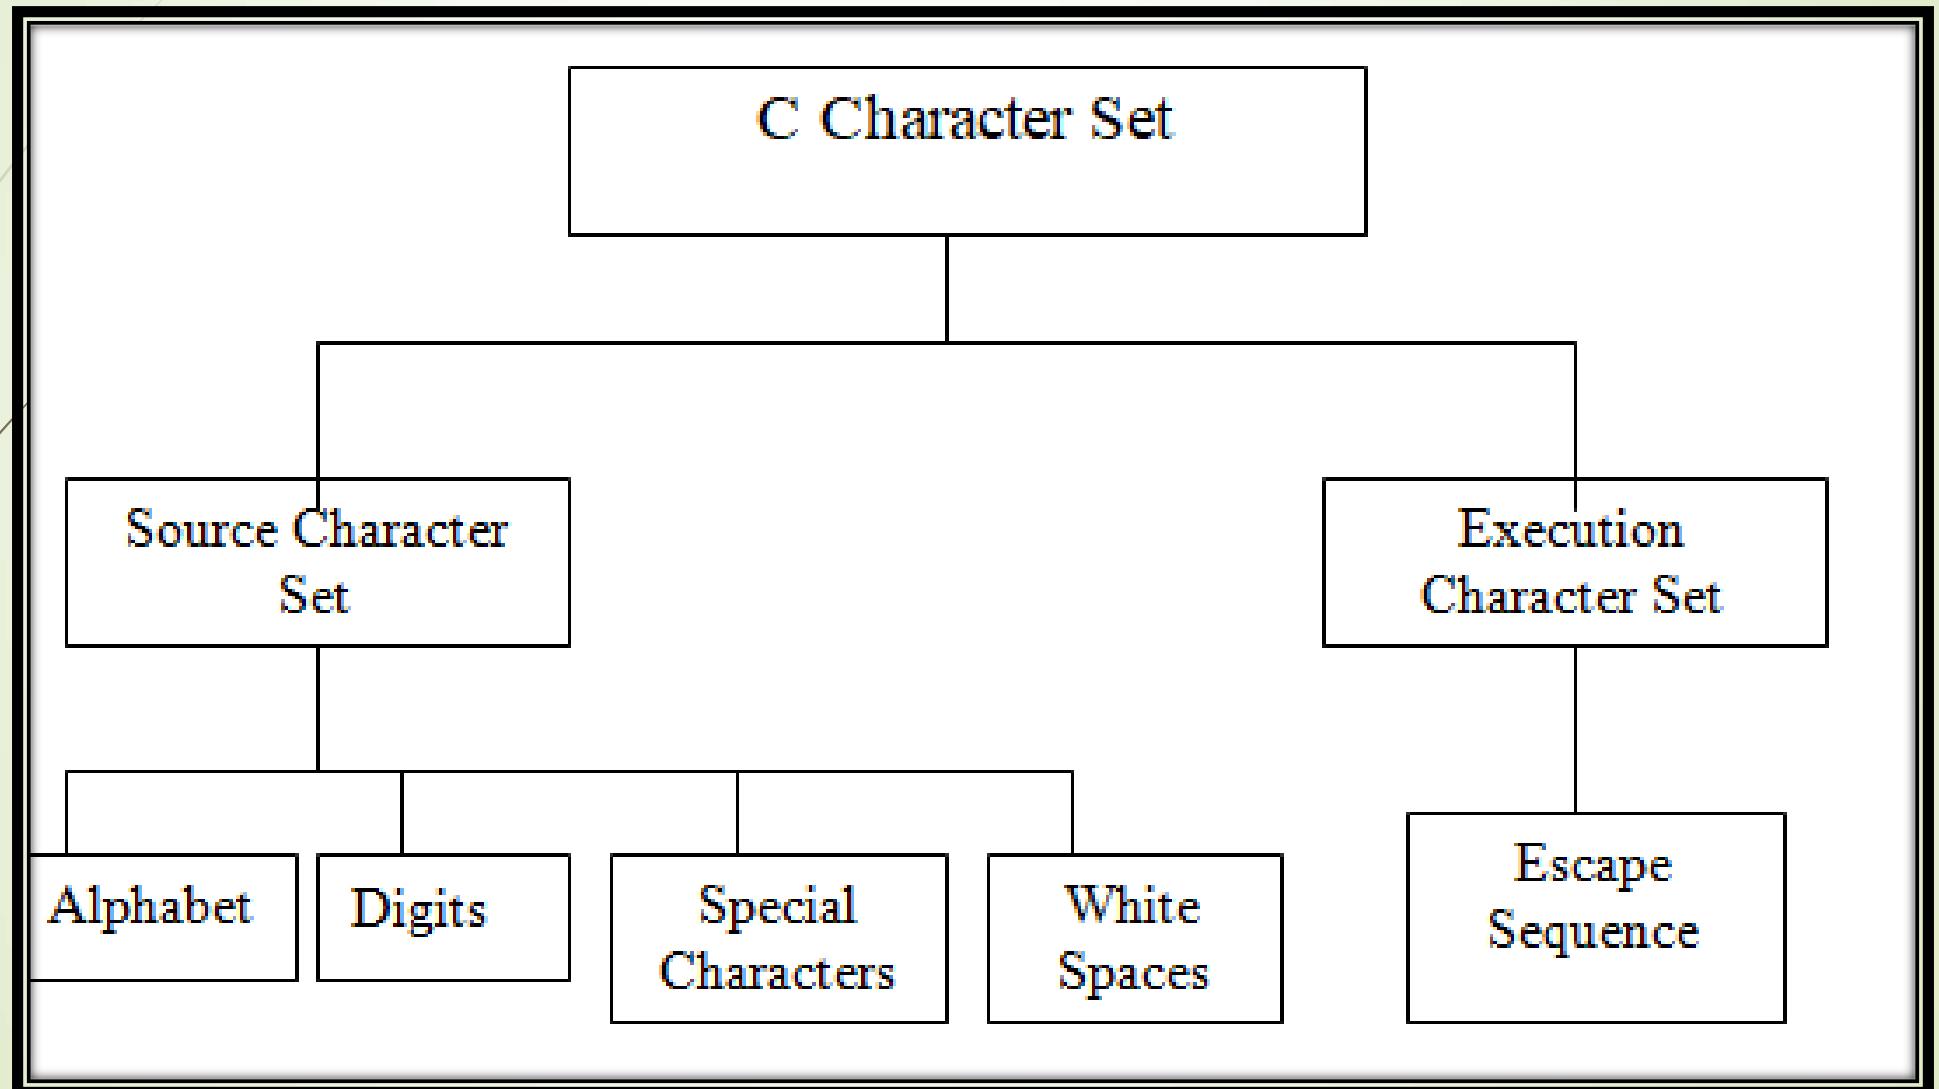 C Character Set
Source Character
Set
Execution
Character Set
Alphabet
Digits
Special
Characters
White
Spaces
Escape
Sequence